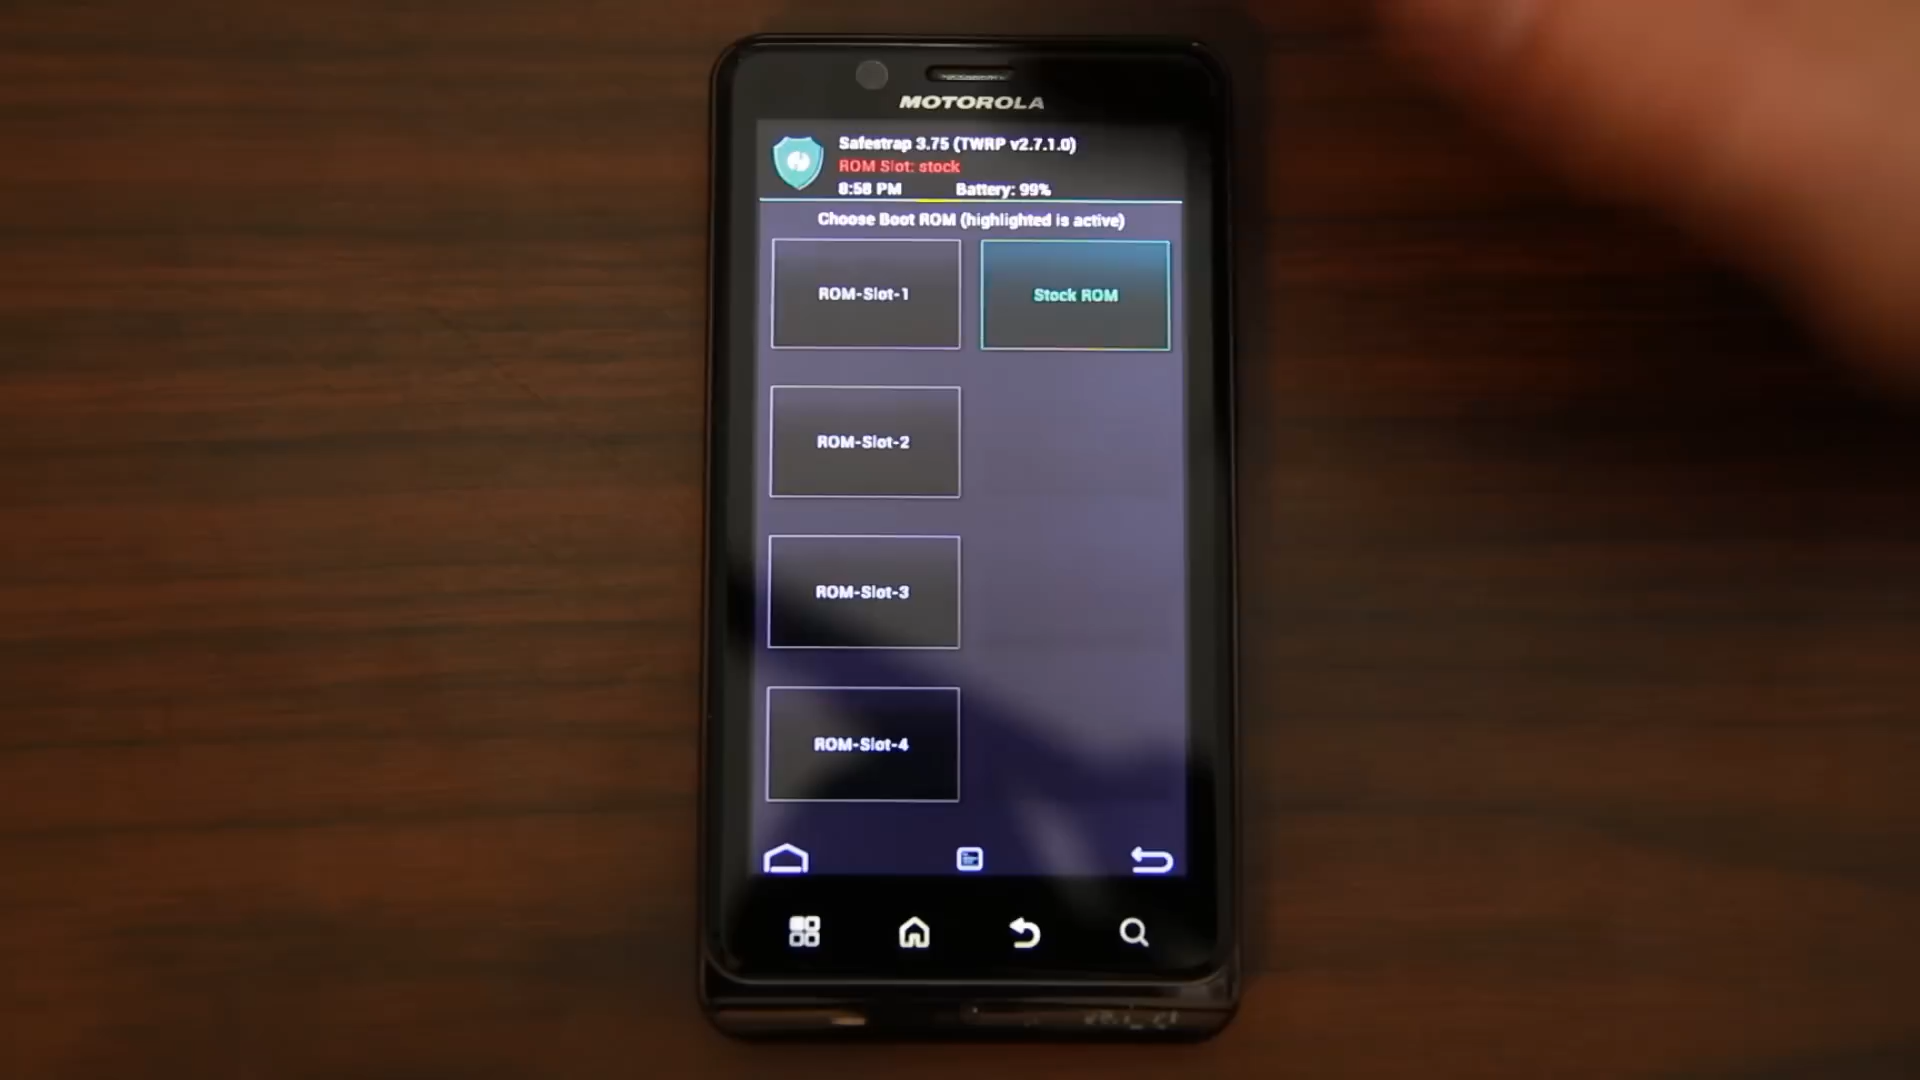 MOTOROLA
Safestrap 3.75 (TWRP v2.7.1.0)
ROM Slot: stock
8:58 PM Battery: 99%
Choose Boot ROM (highlighted is active)
ROM-Slot-1 Stock ROM
ROM-Slot-2
ROM-Slot-3
ROM-Slot-4